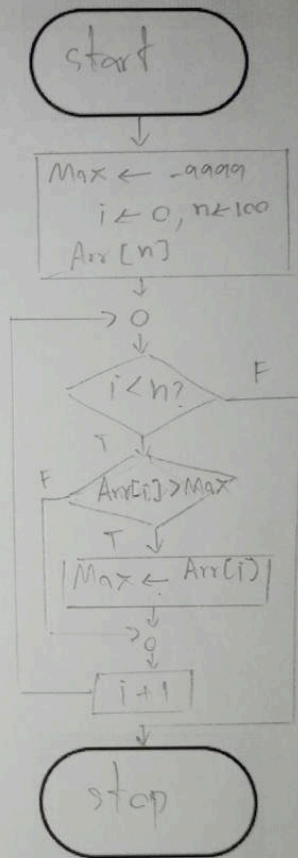 start
Max ← -9999
i ← 0, n ← 100
Arr[n]
i < n?
F
T
Arr[i] > Max
F
T
Max ← Arr(i)
i + 1
stop